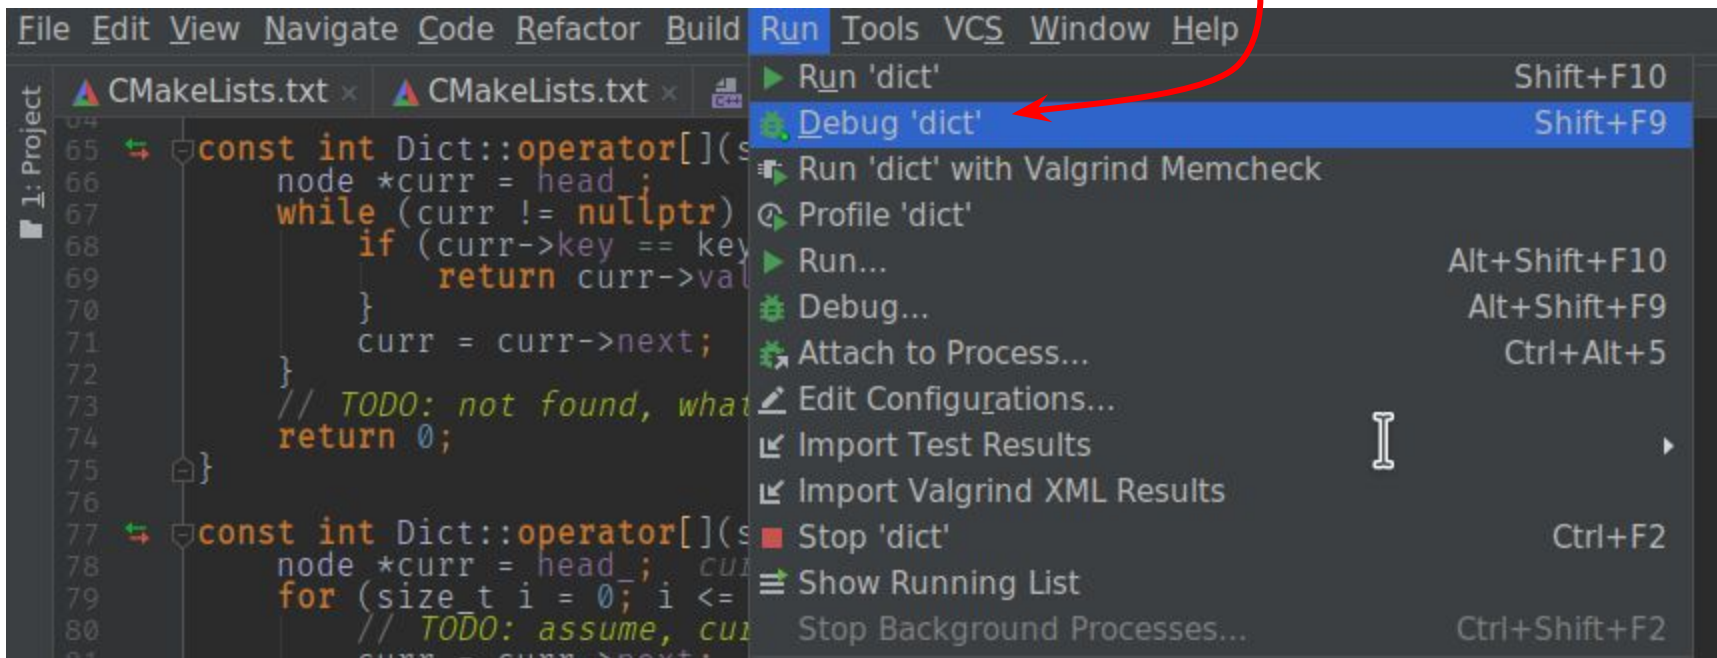 File Edit View Navigate Code Refactor Build Run Tools VCS Window Help
1: Project
CMakeLists.txt × CMakeLists.txt ×
64
65 const int Dict::operator[](s
66 node *curr = head_;
67 while (curr != nullptr)
68 if (curr->key == key
69 return curr->val
70 }
71 curr = curr->next;
72 }
73 // TODO: not found, what
74 return 0;
75 }
76
77 const int Dict::operator[](s
78 node *curr = head_; cur
79 for (size_t i = 0; i <=
80 // TODO: assume, cur
81 curr = curr->next;
Run 'dict' Shift+F10
Debug 'dict' Shift+F9
Run 'dict' with Valgrind Memcheck
Profile 'dict'
Run... Alt+Shift+F10
Debug... Alt+Shift+F9
Attach to Process... Ctrl+Alt+5
Edit Configurations...
Import Test Results
Import Valgrind XML Results
Stop 'dict' Ctrl+F2
Show Running List
Stop Background Processes... Ctrl+Shift+F2